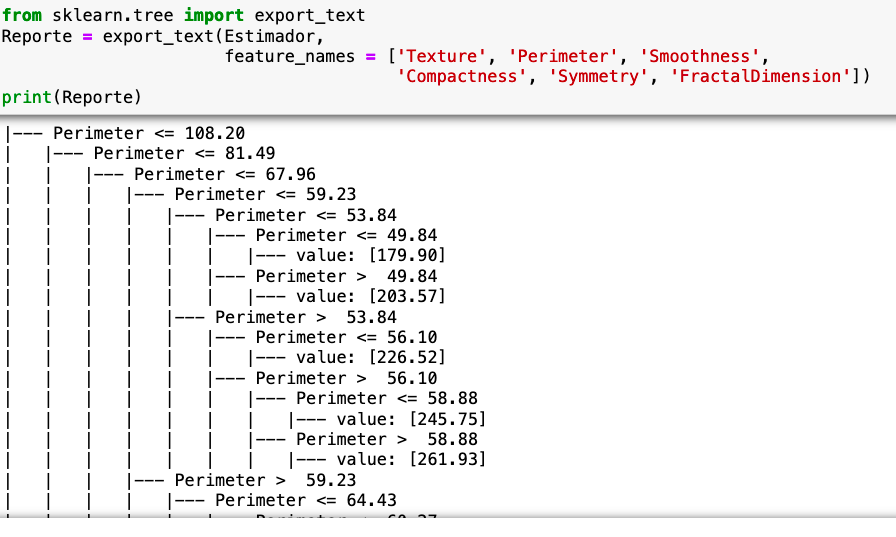 from sklearn.tree import export_text
Reporte = export_text(Estimador,
                      feature_names = ['Texture', 'Perimeter', 'Smoothness',
                                       'Compactness', 'Symmetry', 'FractalDimension'])
print(Reporte)
|--- Perimeter <= 108.20
|   |--- Perimeter <= 81.49
|   |   |--- Perimeter <= 67.96
|   |   |   |--- Perimeter <= 59.23
|   |   |   |   |--- Perimeter <= 53.84
|   |   |   |   |   |--- Perimeter <= 49.84
|   |   |   |   |   |   |--- value: [179.90]
|   |   |   |   |   |--- Perimeter >  49.84
|   |   |   |   |   |   |--- value: [203.57]
|   |   |   |   |--- Perimeter >  53.84
|   |   |   |   |   |--- Perimeter <= 56.10
|   |   |   |   |   |   |--- value: [226.52]
|   |   |   |   |   |--- Perimeter >  56.10
|   |   |   |   |   |   |--- Perimeter <= 58.88
|   |   |   |   |   |   |   |--- value: [245.75]
|   |   |   |   |   |   |--- Perimeter >  58.88
|   |   |   |   |   |   |   |--- value: [261.93]
|   |   |   |--- Perimeter >  59.23
|   |   |   |   |--- Perimeter <= 64.43